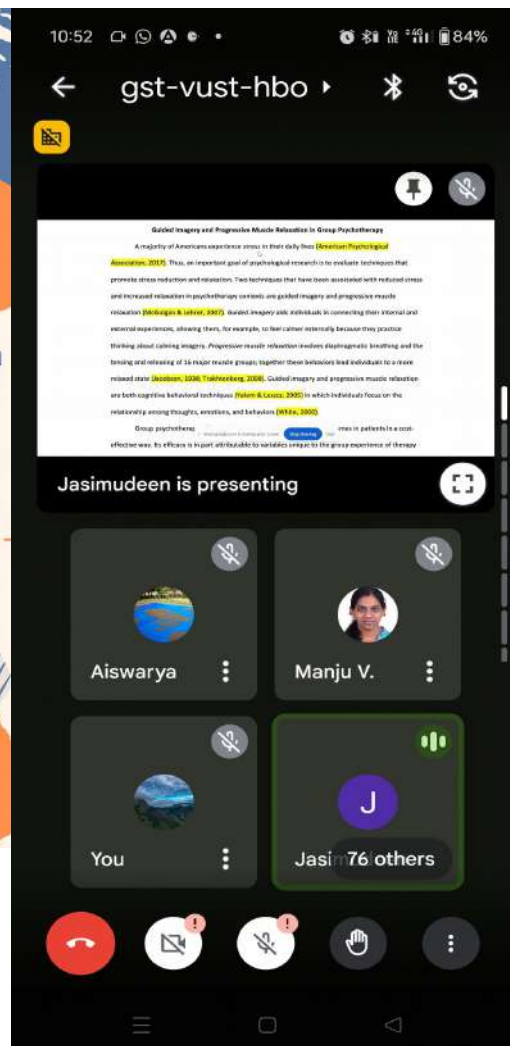 10:52 84%
gst-vust-hbo
Guided Imagery and Progressive Muscle Relaxation in Group Psychotherapy
A majority of Americans experience stress in their daily lives (American Psychological
Association, 2017). Thus, an important goal of psychological research is to evaluate techniques that
promote stress reduction and relaxation. Two techniques that have been associated with reduced stress
and increased relaxation in psychotherapy contexts are guided imagery and progressive muscle
relaxation (McGuigan & Lehrer, 2007). Guided imagery aids individuals in connecting their internal and
external experiences, allowing them, for example, to feel calmer externally because they practice
thinking about calming imagery. Progressive muscle relaxation involves diaphragmatic breathing and the
tensing and releasing of 16 major muscle groups; together these behaviors lead individuals to a more
relaxed state (Jacobson, 1938; Trakhtenberg, 2008). Guided imagery and progressive muscle relaxation
are both cognitive behavioral techniques (Yalom & Leszcz, 2005) in which individuals focus on the
relationship among thoughts, emotions, and behaviors (White, 2000).
Group psychotherap Stop sharing mes in patients in a cost-
effective way. Its efficacy is in part attributable to variables unique to the group experience of therapy
Jasimudeen is presenting
Aiswarya
Manju V.
You
J
Jasim 76 others